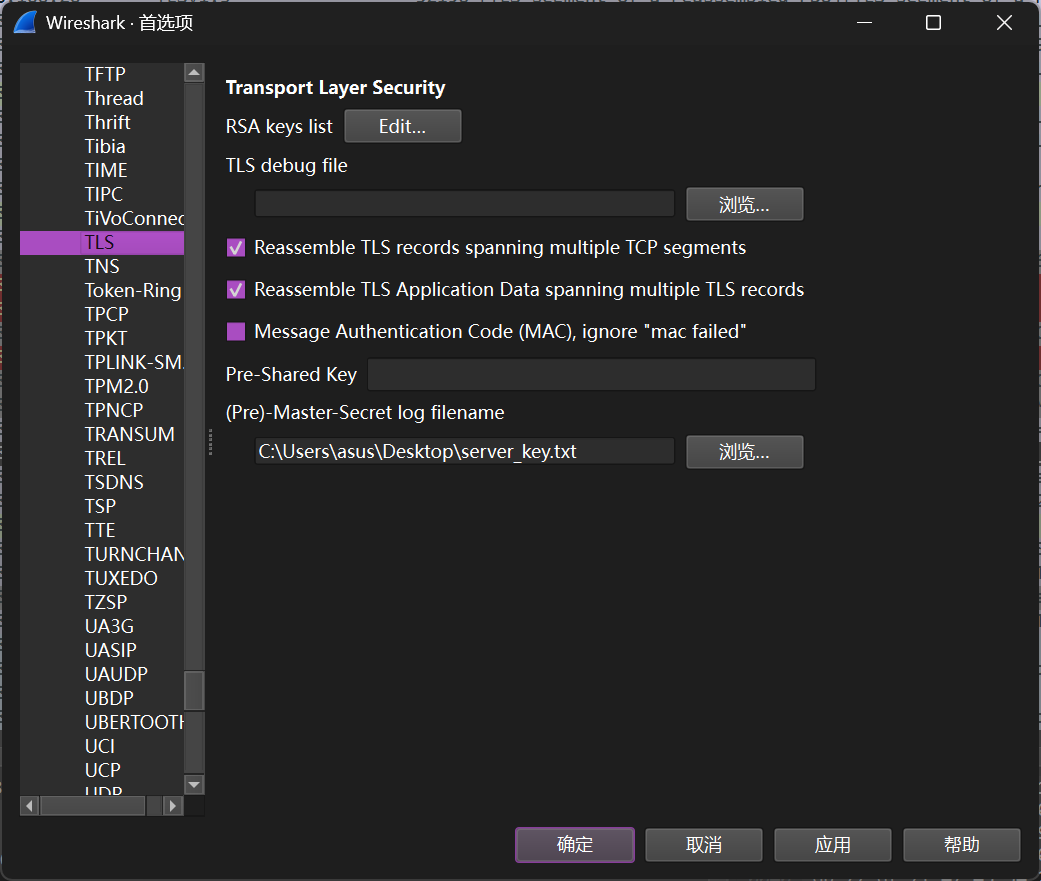 Wireshark · 首选项
TFTP
Thread
Thrift
Tibia
TIME
TIPC
TiVoConnec
TLS
TNS
Token-Ring
TPCP
TPKT
TPLINK-SM.
TPM2.0
TPNCP
TRANSUM
TREL
TSDNS
TSP
TTE
TURNCHAN
TUXEDO
TZSP
UA3G
UASIP
UAUDP
UBDP
UBERTOOTH
UCI
UCP
UDP
Transport Layer Security
RSA keys list Edit...
TLS debug file
浏览...
Reassemble TLS records spanning multiple TCP segments
Reassemble TLS Application Data spanning multiple TLS records
Message Authentication Code (MAC), ignore "mac failed"
Pre-Shared Key
(Pre)-Master-Secret log filename
C:\Users\asus\Desktop\server_key.txt 浏览...
确定 取消 应用 帮助